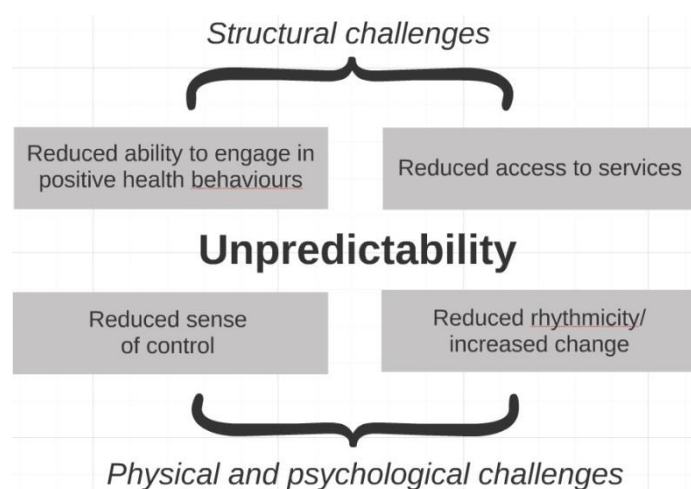 Structural challenges
Reduced ability to engage in
positive health behaviours
Reduced access to services
Unpredictability
Reduced sense
of control
Reduced rhythmicity/
increased change
Physical and psychological challenges